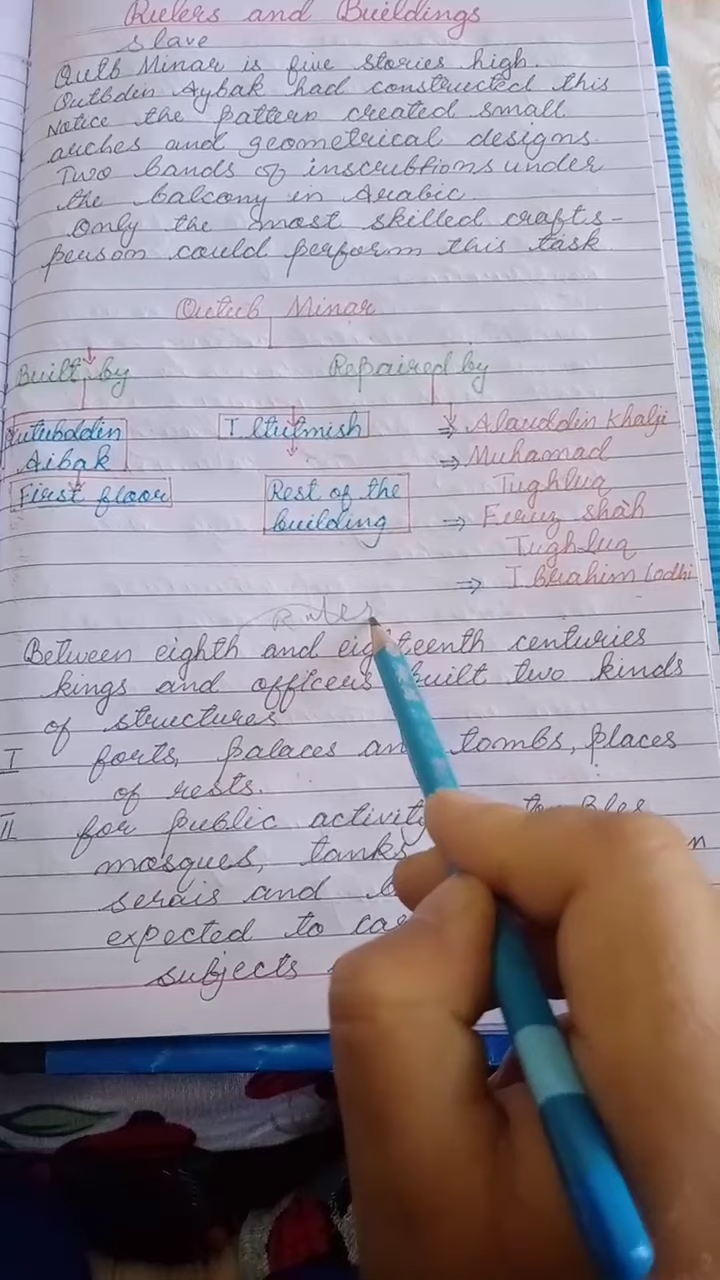 Rulers and Buildings
slave
Qutb Minar is five stories high.
Qutbdin Aybak had constructed this
Notice the pattern created small
arches and geometrical designs.
Two bands of inscrubtions under
the balcony in Arabic
Only the most skilled crafts-
person could perform this task
Qutub Minar
Built by
Repaired by
Qutubddin
Aibak
First floor
Iltutmish
Rest of the
building
⇒ Alauddin Khalji
⇒ Muhamad
Tughluq
⇒ Firuz shah
Tughluq
⇒ Ibrahim Lodhi
Between eighth and eighteenth centuries
kings and officers built two kinds
of structures
I forts, palaces and tombs, places
of rests.
II for public activity
mosques, tanks
serais and
expected to
subjects